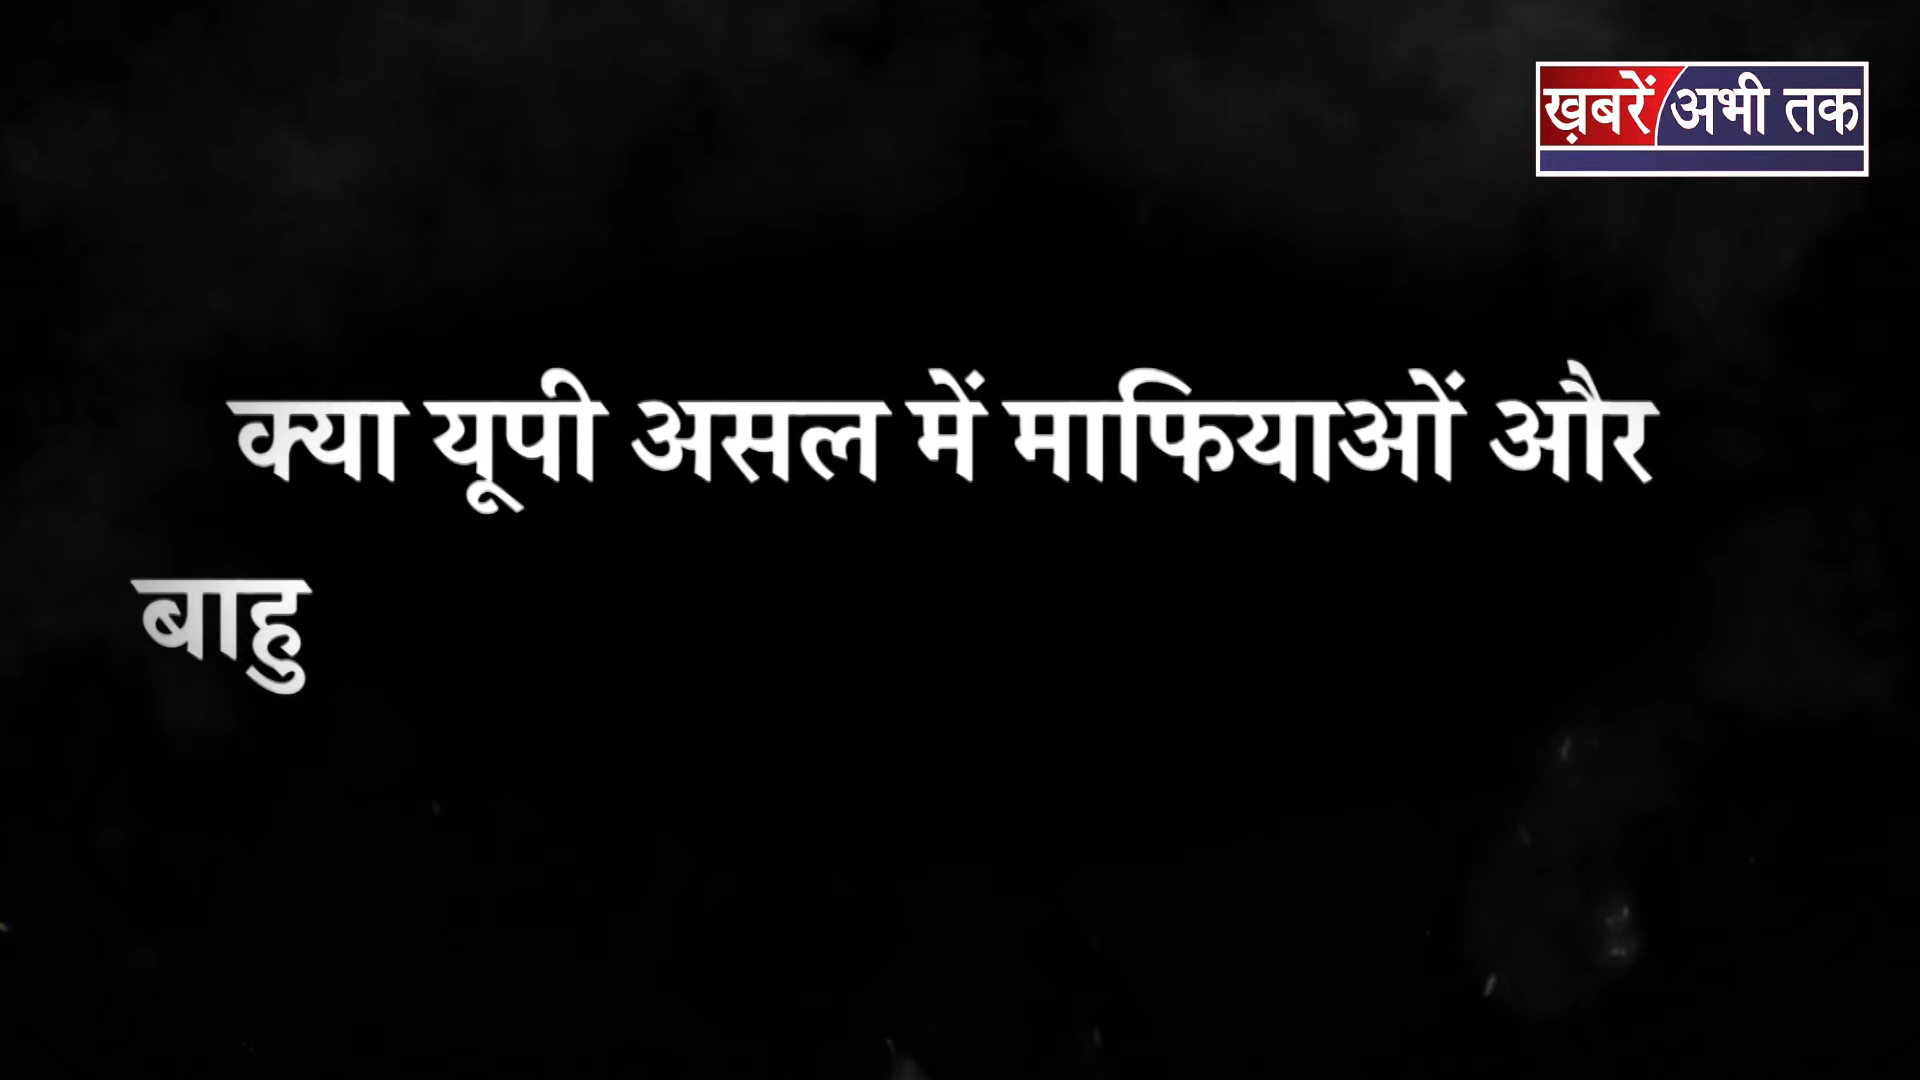 ख़बरें अभी तक
क्या यूपी असल में माफियाओं और
बाहु